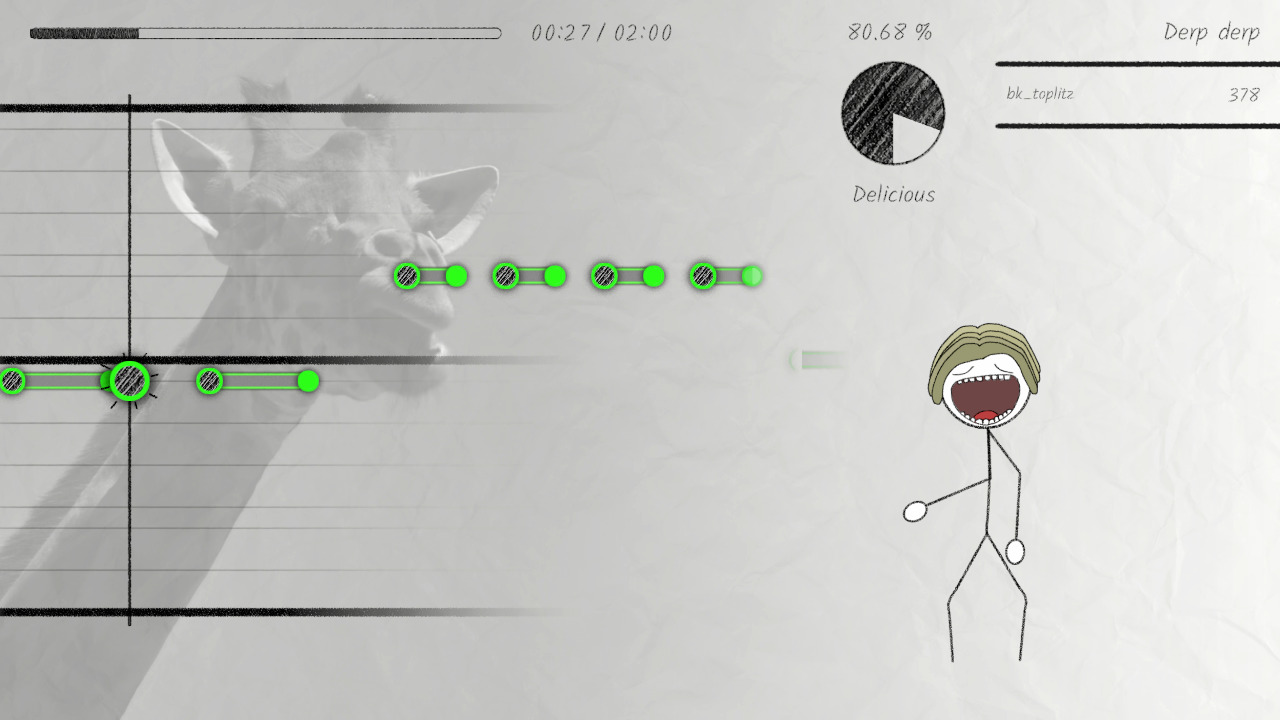 00:27 / 02:00
80.68 %
Derp derp
bk_toplitz 378
Delicious